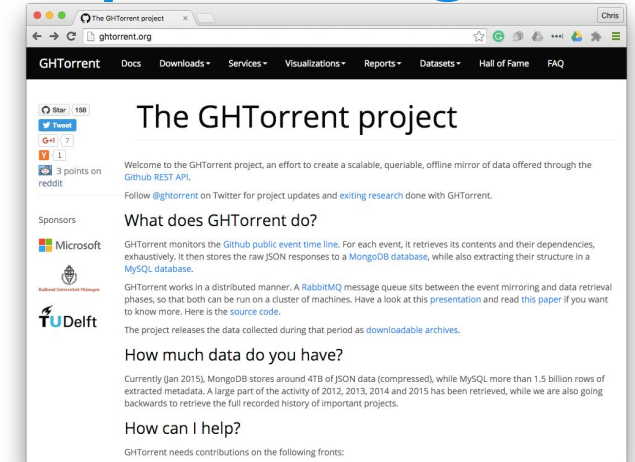 The GHTorrent project
Chris
ghtorrent.org
GHTorrent Docs Downloads Services Visualizations Reports Datasets Hall of Fame FAQ
Star 158
Tweet
G+1 7
Y 1
3 points on
reddit
Sponsors
Microsoft
Radboud Universiteit Nijmegen
TUDelft
The GHTorrent project
Welcome to the GHTorrent project, an effort to create a scalable, queriable, offline mirror of data offered through the
Github REST API.
Follow @ghtorrent on Twitter for project updates and exiting research done with GHTorrent.
What does GHTorrent do?
GHTorrent monitors the Github public event time line. For each event, it retrieves its contents and their dependencies,
exhaustively. It then stores the raw JSON responses to a MongoDB database, while also extracting their structure in a
MySQL database.
GHTorrent works in a distributed manner. A RabbitMQ message queue sits between the event mirroring and data retrieval
phases, so that both can be run on a cluster of machines. Have a look at this presentation and read this paper if you want
to know more. Here is the source code.
The project releases the data collected during that period as downloadable archives.
How much data do you have?
Currently (Jan 2015), MongoDB stores around 4TB of JSON data (compressed), while MySQL more than 1.5 billion rows of
extracted metadata. A large part of the activity of 2012, 2013, 2014 and 2015 has been retrieved, while we are also going
backwards to retrieve the full recorded history of important projects.
How can I help?
GHTorrent needs contributions on the following fronts: